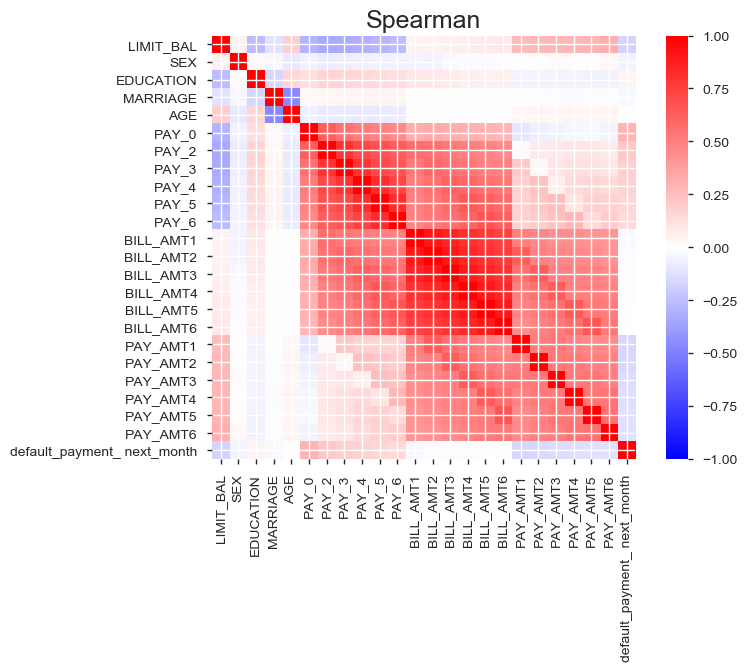 Spearman
LIMIT_BAL
SEX
EDUCATION
MARRIAGE
AGE
PAY_0
PAY_2
PAY_3
PAY_4
PAY_5
PAY_6
BILL_AMT1
BILL_AMT2
BILL_AMT3
BILL_AMT4
BILL_AMT5
BILL_AMT6
PAY_AMT1
PAY_AMT2
PAY_AMT3
PAY_AMT4
PAY_AMT5
PAY_AMT6
default_payment_ next_month
LIMIT_BAL
SEX
EDUCATION
MARRIAGE
AGE
PAY_0
PAY_2
PAY_3
PAY_4
PAY_5
PAY_6
BILL_AMT1
BILL_AMT2
BILL_AMT3
BILL_AMT4
BILL_AMT5
BILL_AMT6
PAY_AMT1
PAY_AMT2
PAY_AMT3
PAY_AMT4
PAY_AMT5
PAY_AMT6
default_payment_ next_month
1.00
0.75
0.50
0.25
0.00
−0.25
−0.50
−0.75
−1.00